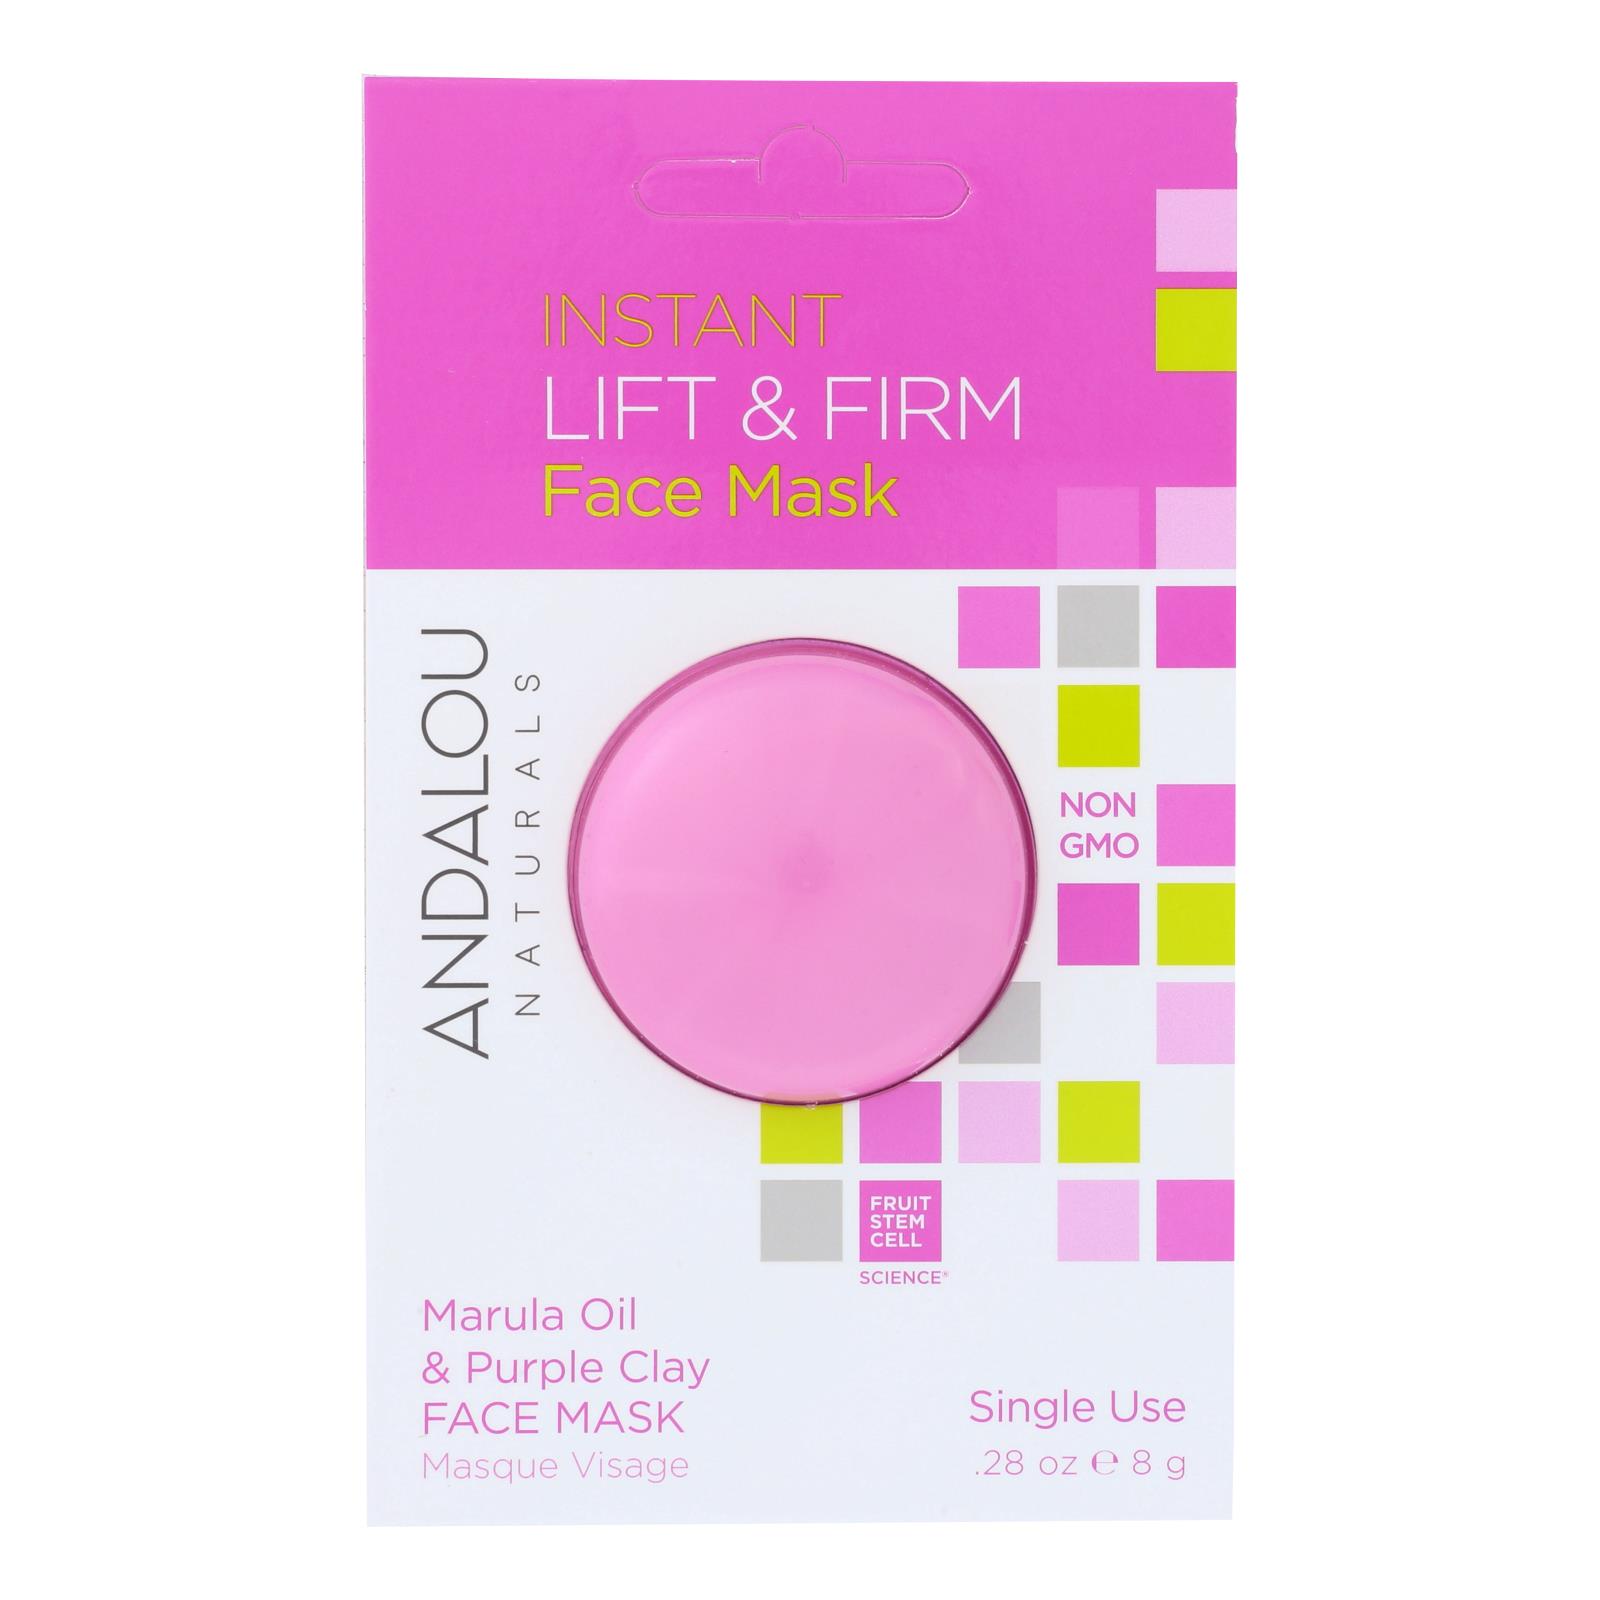 INSTANT
LIFT & FIRM
Face Mask
ANDALOU
NATURALS
NON
GMO
FRUIT
STEM
CELL
SCIENCE®
Marula Oil
& Purple Clay
FACE MASK
Masque Visage
Single Use
.28 oz ℮ 8 g